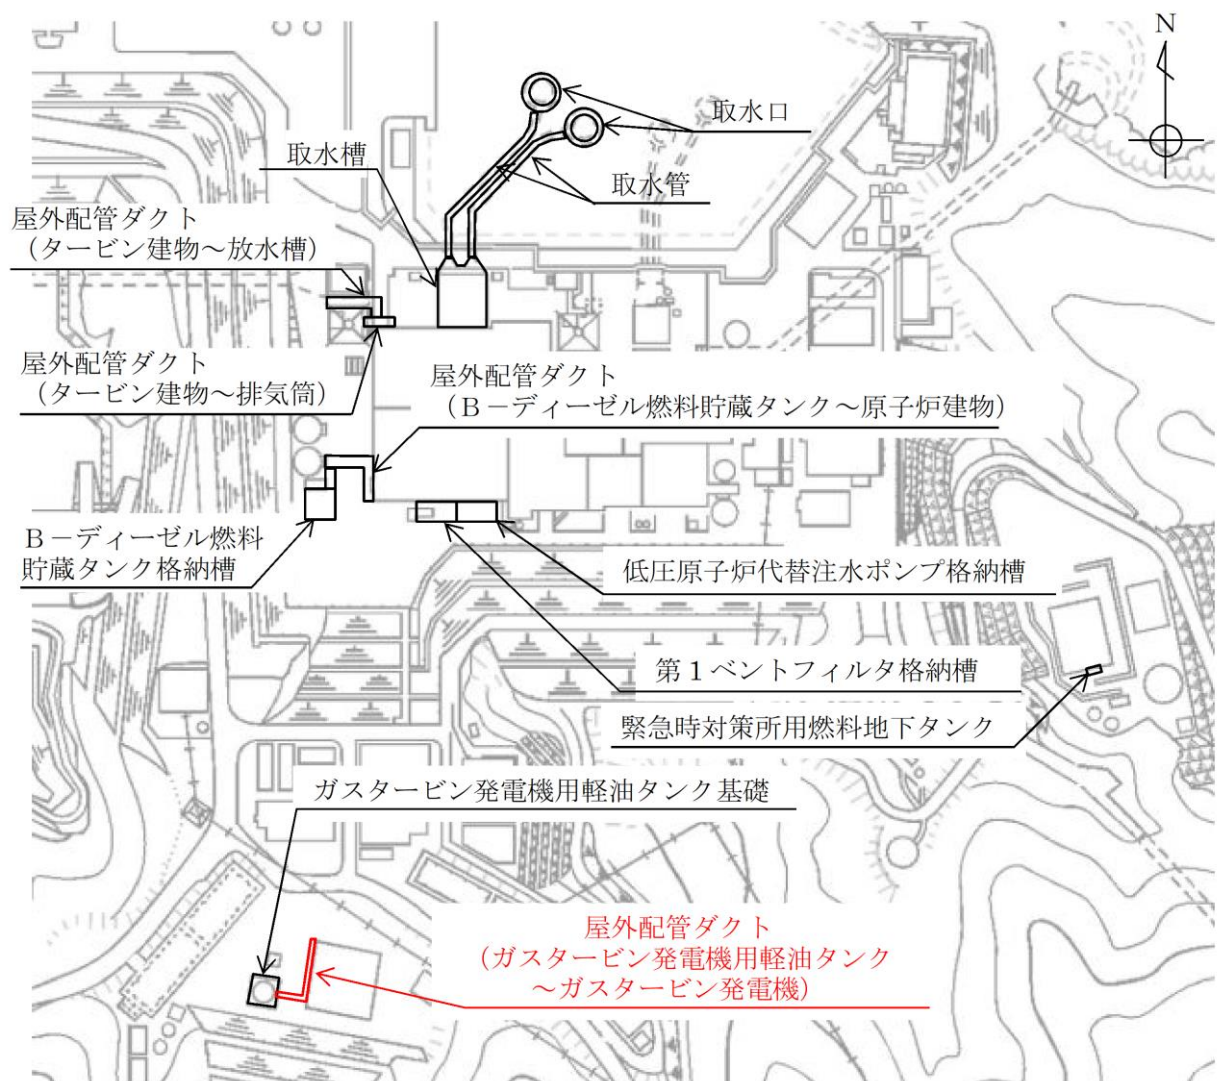 N
取水口
取水槽
取水管
屋外配管ダクト
（タービン建物～放水槽）
屋外配管ダクト
（タービン建物～排気筒）
屋外配管ダクト
（Ｂ－ディーゼル燃料貯蔵タンク～原子炉建物）
Ｂ－ディーゼル燃料
貯蔵タンク格納槽
低圧原子炉代替注水ポンプ格納槽
第１ベントフィルタ格納槽
緊急時対策所用燃料地下タンク
ガスタービン発電機用軽油タンク基礎
屋外配管ダクト
（ガスタービン発電機用軽油タンク
～ガスタービン発電機）